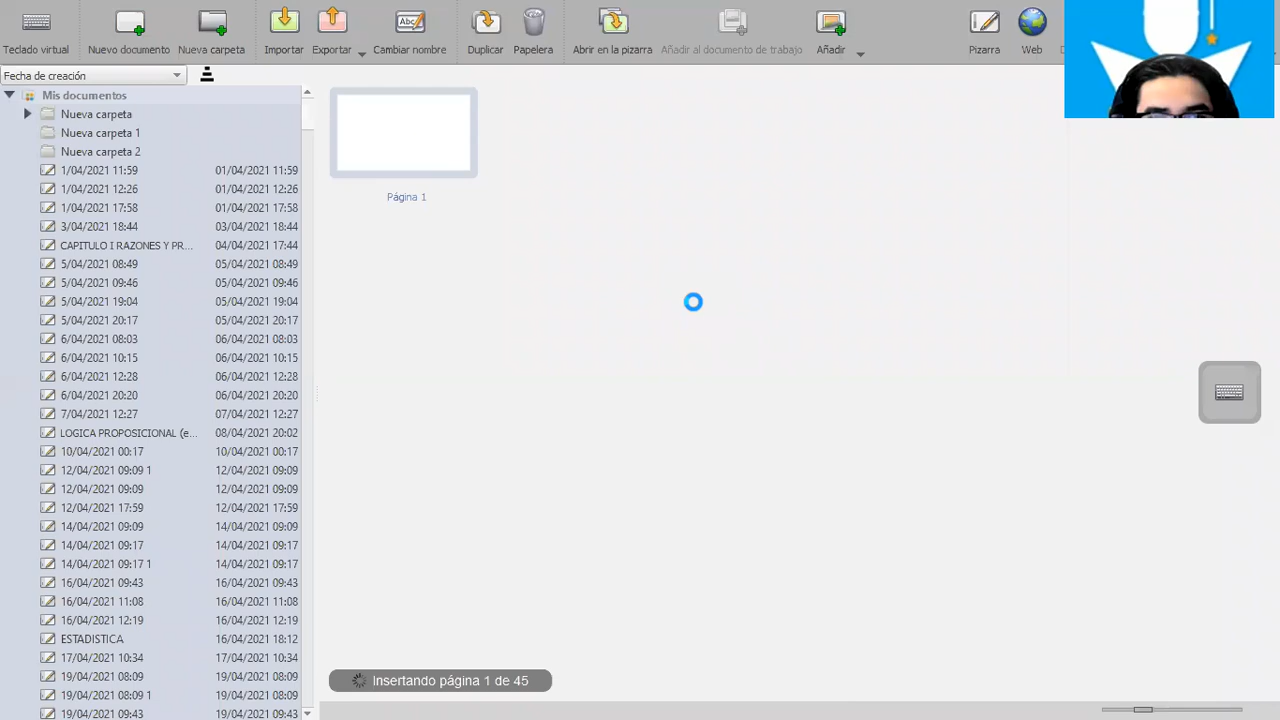 Teclado virtual
Nuevo documento
Nueva carpeta
Importar
Exportar
Abc
Cambiar nombre
Duplicar
Papelera
Abrir en la pizarra
Añadir al documento de trabajo
Añadir
Pizarra
Web
Fecha de creación
Mis documentos
Nueva carpeta
Nueva carpeta 1
Nueva carpeta 2
1/04/2021 11:59 01/04/2021 11:59
1/04/2021 12:26 01/04/2021 12:26
1/04/2021 17:58 01/04/2021 17:58
3/04/2021 18:44 03/04/2021 18:44
CAPITULO I RAZONES Y PR... 04/04/2021 17:44
5/04/2021 08:49 05/04/2021 08:49
5/04/2021 09:46 05/04/2021 09:46
5/04/2021 19:04 05/04/2021 19:04
5/04/2021 20:17 05/04/2021 20:17
6/04/2021 08:03 06/04/2021 08:03
6/04/2021 10:15 06/04/2021 10:15
6/04/2021 12:28 06/04/2021 12:28
6/04/2021 20:20 06/04/2021 20:20
7/04/2021 12:27 07/04/2021 12:27
LOGICA PROPOSICIONAL (e... 08/04/2021 20:02
10/04/2021 00:17 10/04/2021 00:17
12/04/2021 09:09 1 12/04/2021 09:09
12/04/2021 09:09 12/04/2021 09:09
12/04/2021 17:59 12/04/2021 17:59
14/04/2021 09:09 14/04/2021 09:09
14/04/2021 09:17 14/04/2021 09:17
14/04/2021 09:17 1 14/04/2021 09:17
16/04/2021 09:43 16/04/2021 09:43
16/04/2021 11:08 16/04/2021 11:08
16/04/2021 12:19 16/04/2021 12:19
ESTADISTICA 16/04/2021 18:12
17/04/2021 10:34 17/04/2021 10:34
19/04/2021 08:09 19/04/2021 08:09
19/04/2021 08:09 1 19/04/2021 08:09
19/04/2021 09:43 19/04/2021 09:43
Página 1
Insertando página 1 de 45